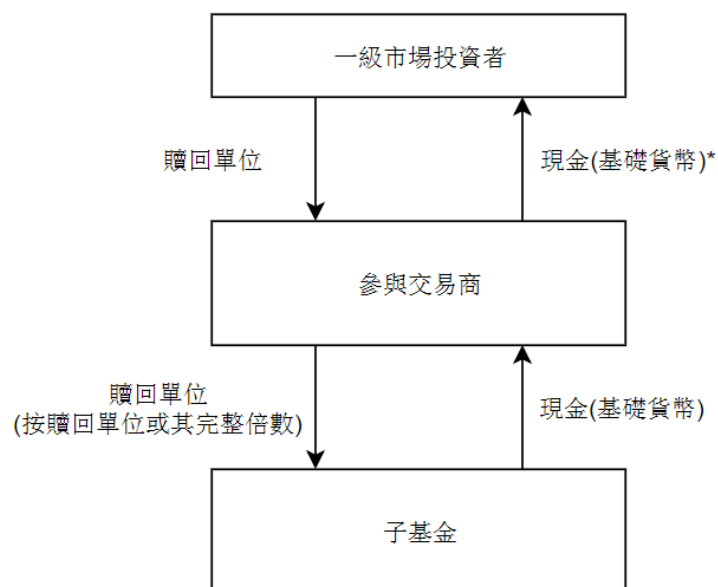 一級市場投資者
贖回單位
現金(基礎貨幣)*
參與交易商
贖回單位
(按贖回單位或其完整倍數)
現金(基礎貨幣)
子基金